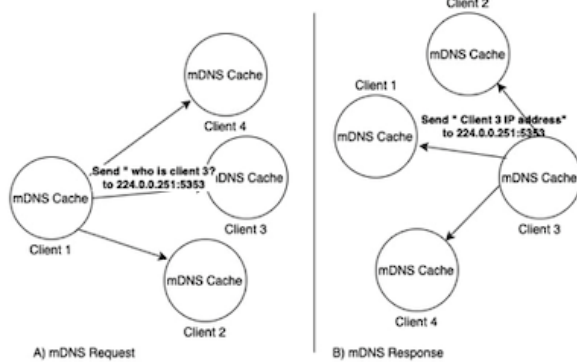 mDNS Cache
Client 4
Send " who is client 3?
to 224.0.0.251:5353
DNS Cache
Client 3
mDNS Cache
Client 1
mDNS Cache
Client 2
A) mDNS Request
Client 2
mDNS Cache
Client 1
mDNS Cache
Send " Client 3 IP address"
to 224.0.0.251:5353
mDNS Cache
Client 3
mDNS Cache
Client 4
B) mDNS Response